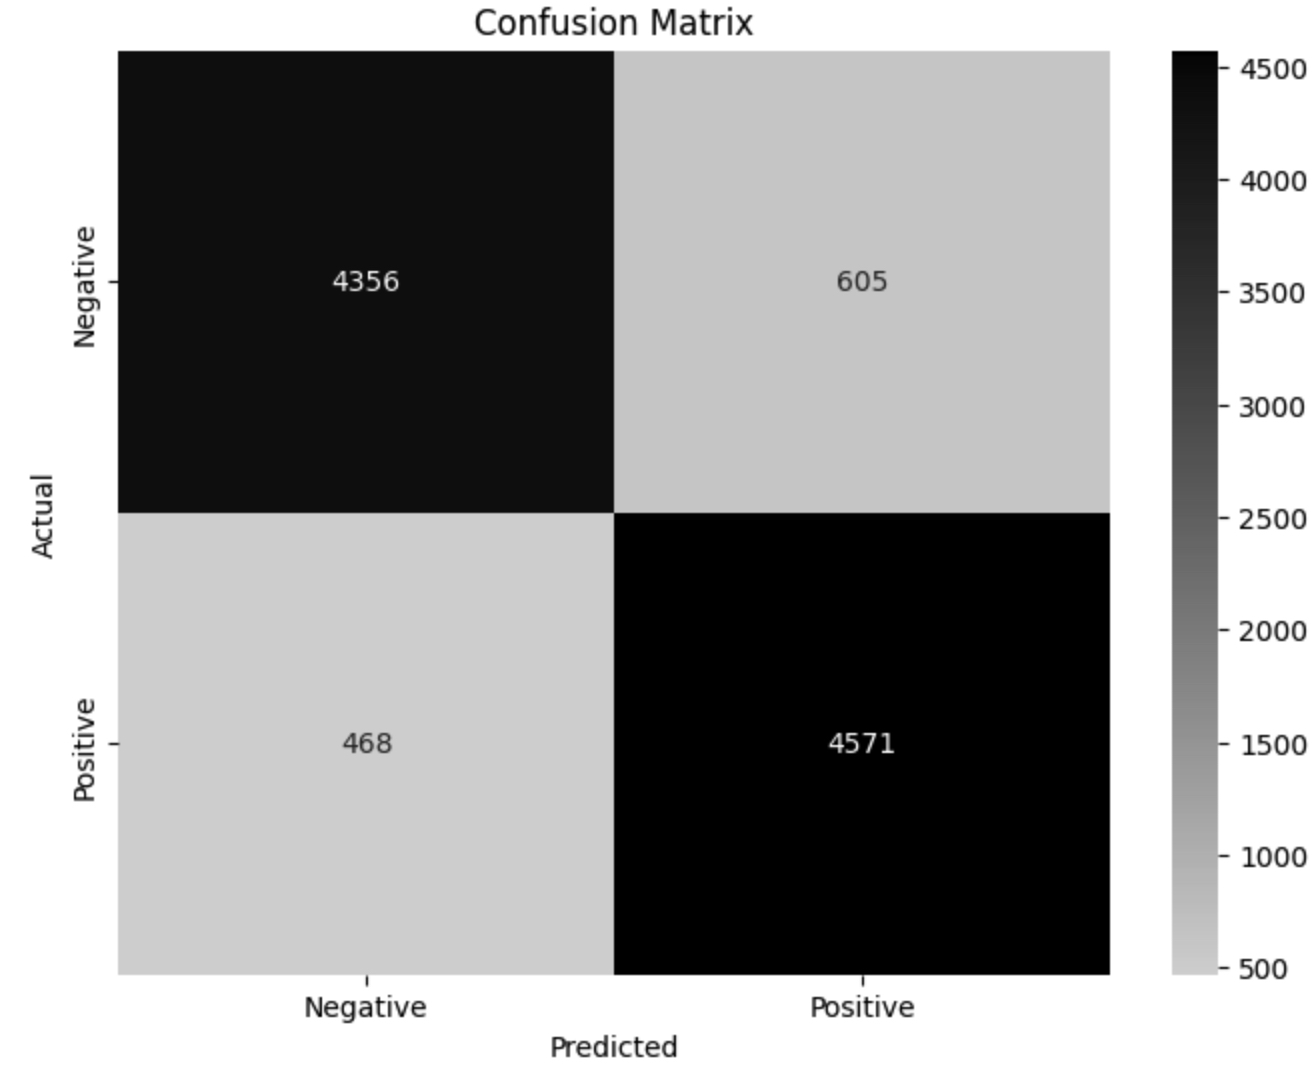 Confusion Matrix
Negative
4356
605
Actual
Positive
468
4571
Negative
Positive
Predicted
4500
4000
3500
3000
2500
2000
1500
1000
500